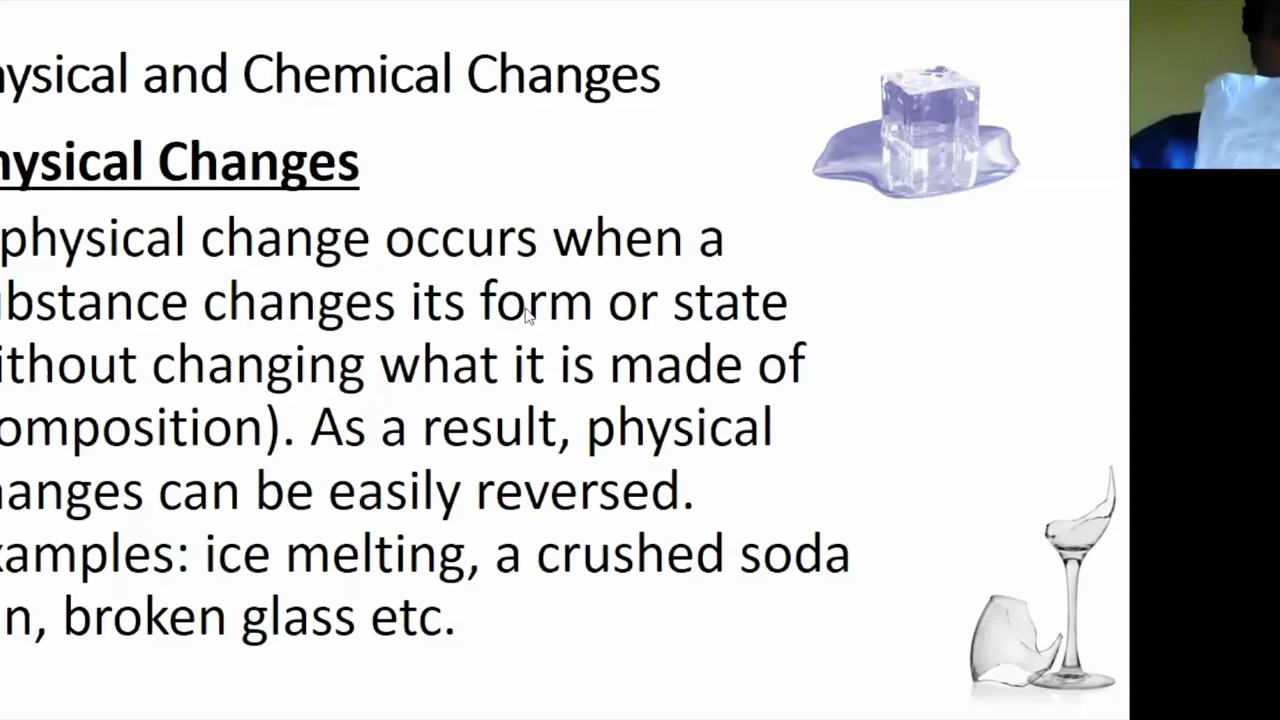 ysical and Chemical Changes
hysical Changes
physical change occurs when a
bstance changes its form or state
ithout changing what it is made of
omposition). As a result, physical
anges can be easily reversed.
xamples: ice melting, a crushed soda
n, broken glass etc.